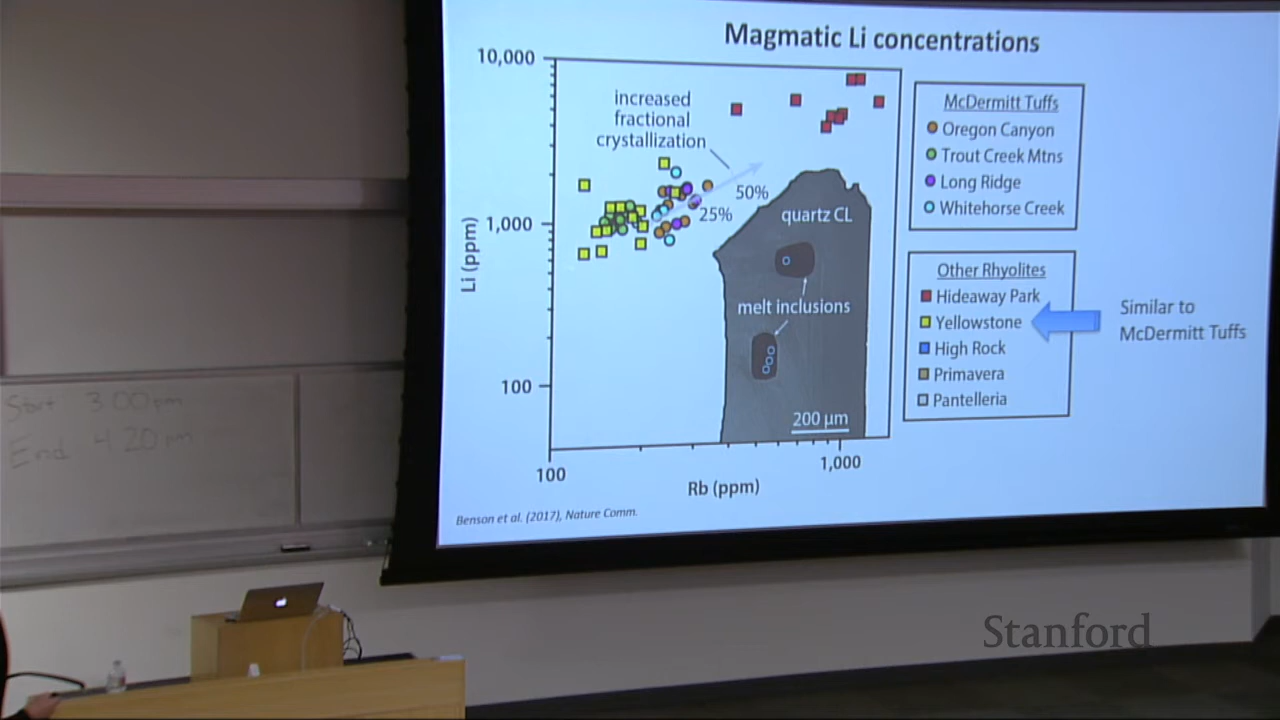 Magmatic Li concentrations
10,000
1,000
100
Li (ppm)
100
1,000
Rb (ppm)
increased
fractional
crystallization
50%
25%
quartz CL
melt inclusions
200 µm
McDermitt Tuffs
Oregon Canyon
Trout Creek Mtns
Long Ridge
Whitehorse Creek
Other Rhyolites
Hideaway Park
Yellowstone
High Rock
Primavera
Pantelleria
Similar to
McDermitt Tuffs
Benson et al. (2017), Nature Comm.
Start 3:00pm
End 4:20pm
Stanford